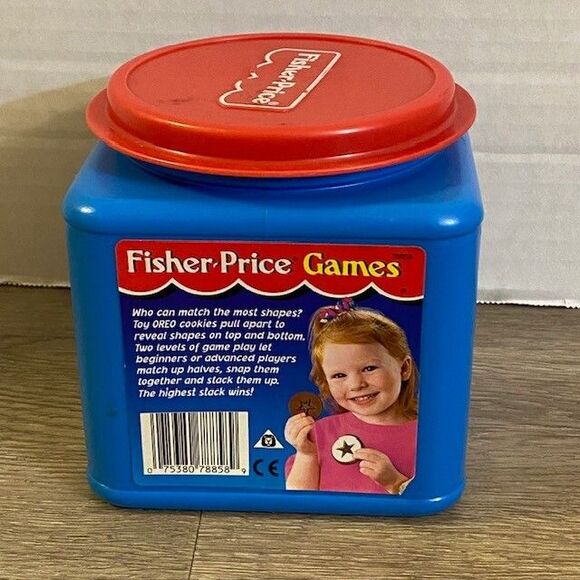 Fisher-Price
Fisher-Price Games
Who can match the most shapes?
Toy OREO cookies pull apart to
reveal shapes on top and bottom.
Two levels of game play let
beginners or advanced players
match up halves, snap them
together and stack them up.
The highest stack wins!
0 75380 78858 9
CE